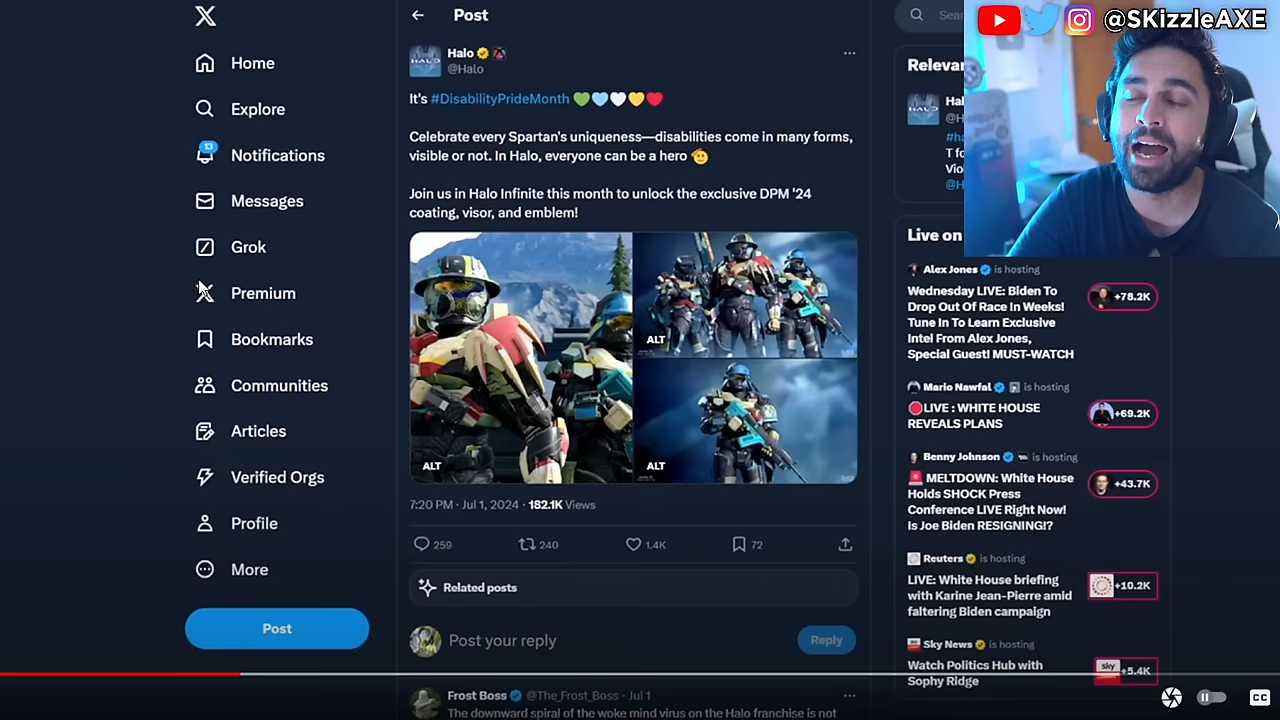 Home
Explore
13
Notifications
Messages
Grok
Premium
Bookmarks
Communities
Articles
Verified Orgs
Profile
More
Post
Post
Halo
@Halo
It's #DisabilityPrideMonth 💚🩵🤍💛❤️
Celebrate every Spartan's uniqueness—disabilities come in many forms,
visible or not. In Halo, everyone can be a hero 🫡
Join us in Halo Infinite this month to unlock the exclusive DPM '24
coating, visor, and emblem!
ALT
ALT
ALT
7:20 PM · Jul 1, 2024 · 182.1K Views
259
240
1.4K
72
Related posts
Post your reply
Reply
Frost Boss @The_Frost_Boss · Jul 1
The downward spiral of the woke mind virus on the Halo franchise is not
@SKizzleAXE
Live on
Alex Jones is hosting
Wednesday LIVE: Biden To
Drop Out Of Race In Weeks!
Tune In To Learn Exclusive
Intel From Alex Jones,
Special Guest! MUST-WATCH
+78.2K
Mario Nawfal is hosting
🔴LIVE : WHITE HOUSE
REVEALS PLANS
+69.2K
Benny Johnson is hosting
🚨 MELTDOWN: White House
Holds SHOCK Press
Conference LIVE Right Now!
Is Joe Biden RESIGNING!?
+43.7K
Reuters is hosting
LIVE: White House briefing
with Karine Jean-Pierre amid
faltering Biden campaign
+10.2K
Sky News is hosting
Watch Politics Hub with
Sophy Ridge
sky
+5.4K
CC